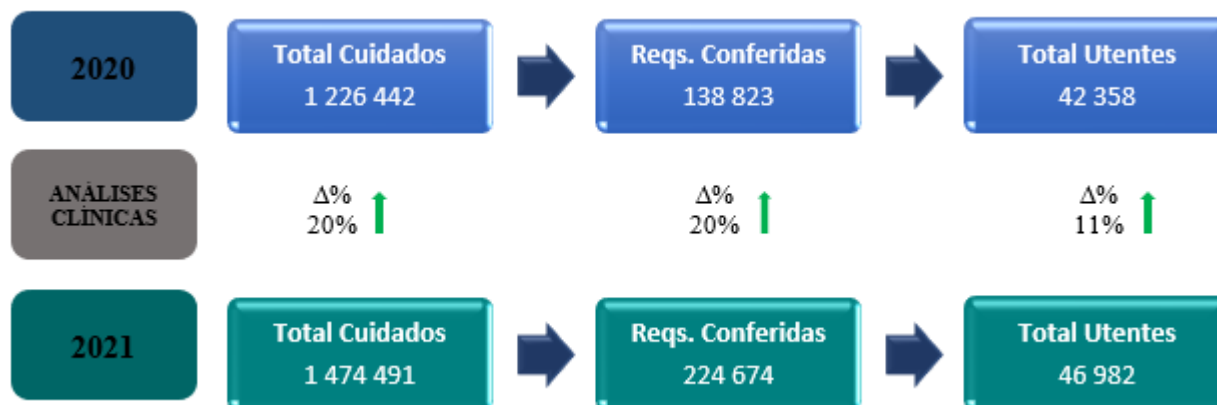 2020
Total Cuidados
1 226 442
Reqs. Conferidas
138 823
Total Utentes
42 358
ANÁLISES
CLÍNICAS
Δ%
20%
Δ%
20%
Δ%
11%
2021
Total Cuidados
1 474 491
Reqs. Conferidas
224 674
Total Utentes
46 982